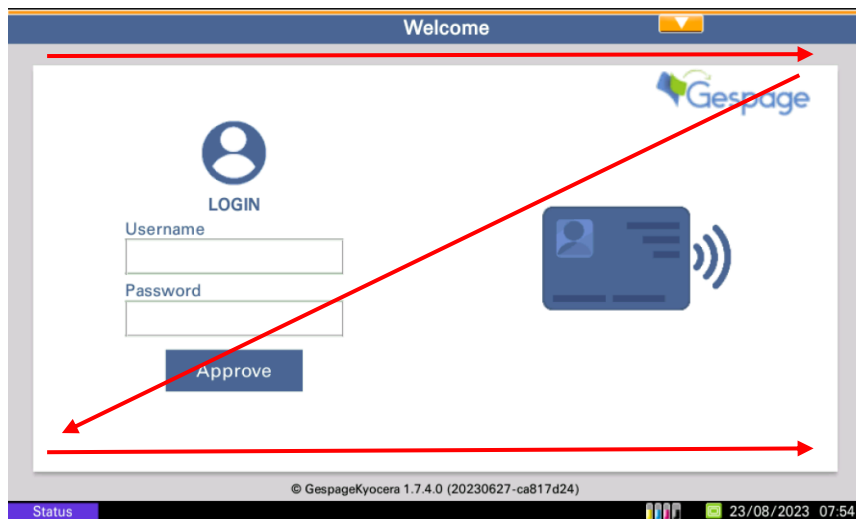 Welcome
Gespage
LOGIN
Username
Password
Approve
© GespageKyocera 1.7.4.0 (20230627-ca817d24)
Status
23/08/2023 07:54